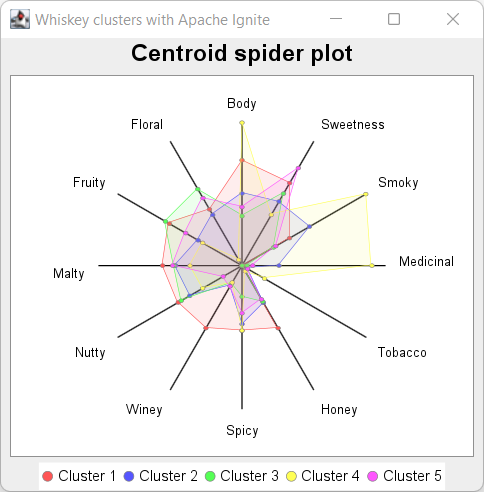 Whiskey clusters with Apache Ignite
Centroid spider plot
Body
Floral
Sweetness
Fruity
Smoky
Malty
Medicinal
Nutty
Tobacco
Winey
Honey
Spicy
Cluster 1 Cluster 2 Cluster 3 Cluster 4 Cluster 5